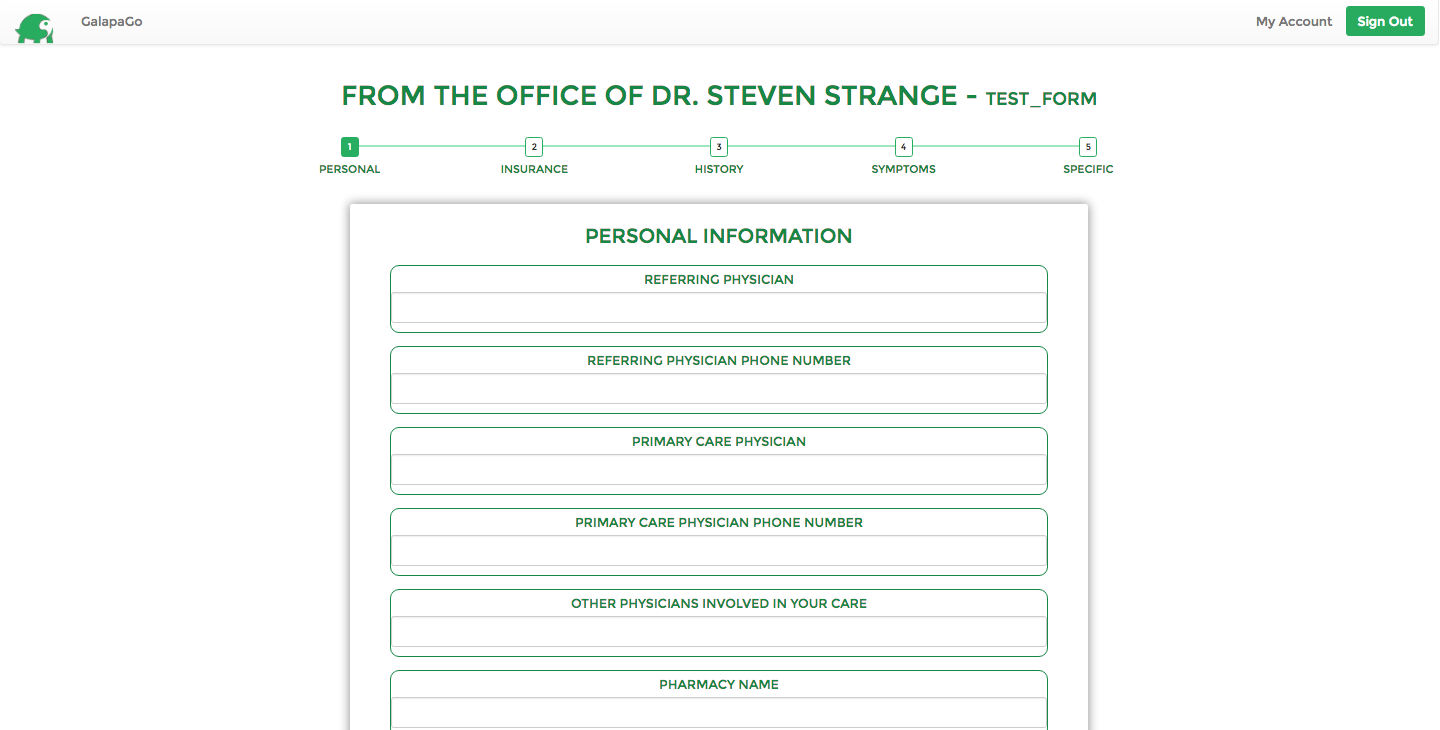 GalapaGo
My Account
Sign Out
FROM THE OFFICE OF DR. STEVEN STRANGE - TEST_FORM
1 2 3 4 5
PERSONAL INSURANCE HISTORY SYMPTOMS SPECIFIC
PERSONAL INFORMATION
REFERRING PHYSICIAN
REFERRING PHYSICIAN PHONE NUMBER
PRIMARY CARE PHYSICIAN
PRIMARY CARE PHYSICIAN PHONE NUMBER
OTHER PHYSICIANS INVOLVED IN YOUR CARE
PHARMACY NAME